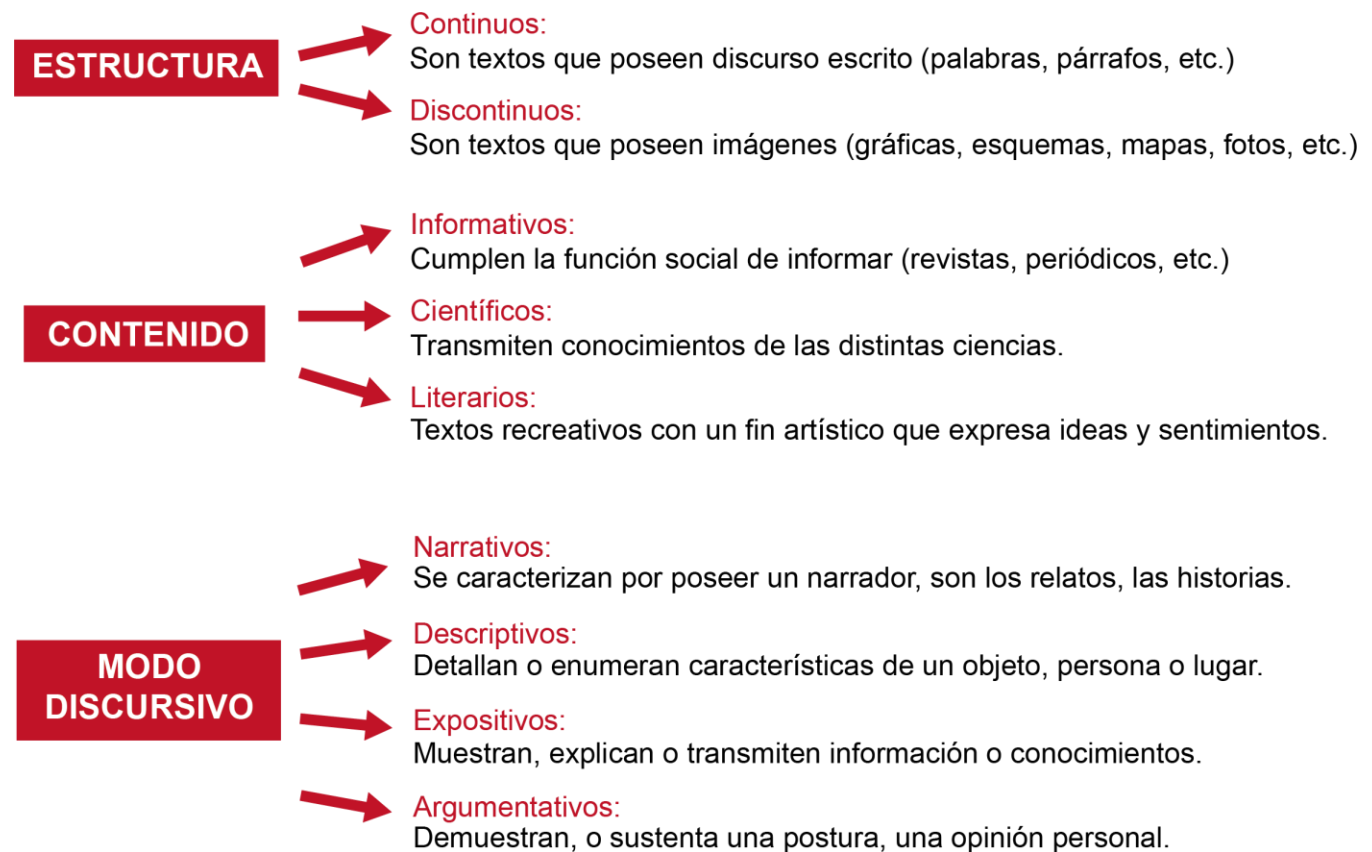 ESTRUCTURA
Continuos:
Son textos que poseen discurso escrito (palabras, párrafos, etc.)
Discontinuos:
Son textos que poseen imágenes (gráficas, esquemas, mapas, fotos, etc.)
CONTENIDO
Informativos:
Cumplen la función social de informar (revistas, periódicos, etc.)
Científicos:
Transmiten conocimientos de las distintas ciencias.
Literarios:
Textos recreativos con un fin artístico que expresa ideas y sentimientos.
MODO
DISCURSIVO
Narrativos:
Se caracterizan por poseer un narrador, son los relatos, las historias.
Descriptivos:
Detallan o enumeran características de un objeto, persona o lugar.
Expositivos:
Muestran, explican o transmiten información o conocimientos.
Argumentativos:
Demuestran, o sustenta una postura, una opinión personal.